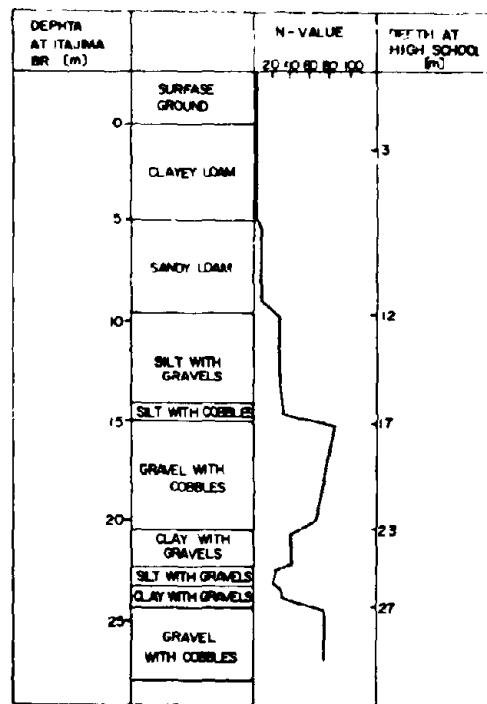 DEPHTA
AT ITAJIMA
BR (m)
N-VALUE
20 40 60 80 100
DEPTH AT
HIGH SCHOOL
[m]
SURFASE
GROUND
0
3
CLAYEY LOAM
5
SANDY LOAM
10
12
SILT WITH
GRAVELS
SILT WITH COBBLES
15
17
GRAVEL WITH
COBBLES
20
23
CLAY WITH
GRAVELS
SILT WITH GRAVELS
CLAY WITH GRAVELS
27
25
GRAVEL
WITH COBBLES